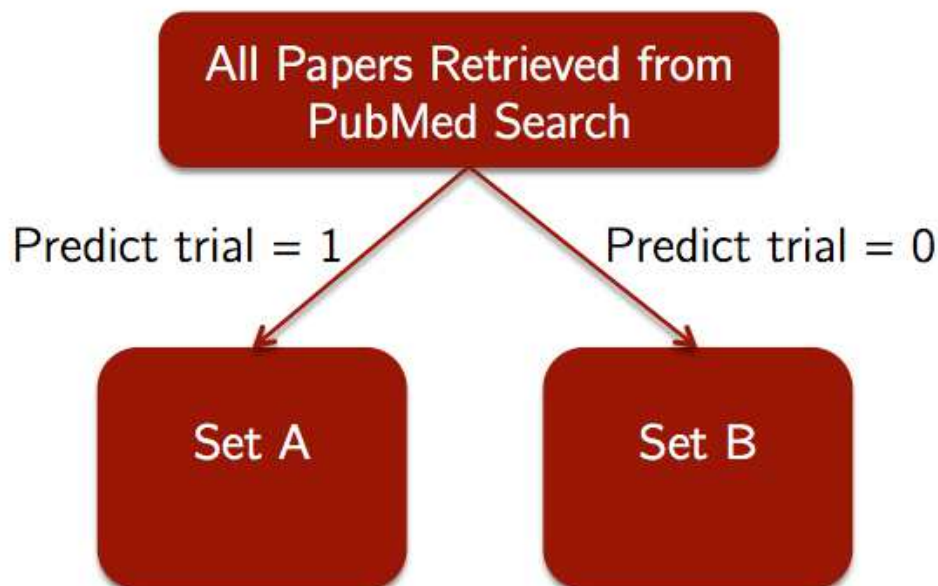 All Papers Retrieved from
PubMed Search
Predict trial = 1
Predict trial = 0
Set A
Set B